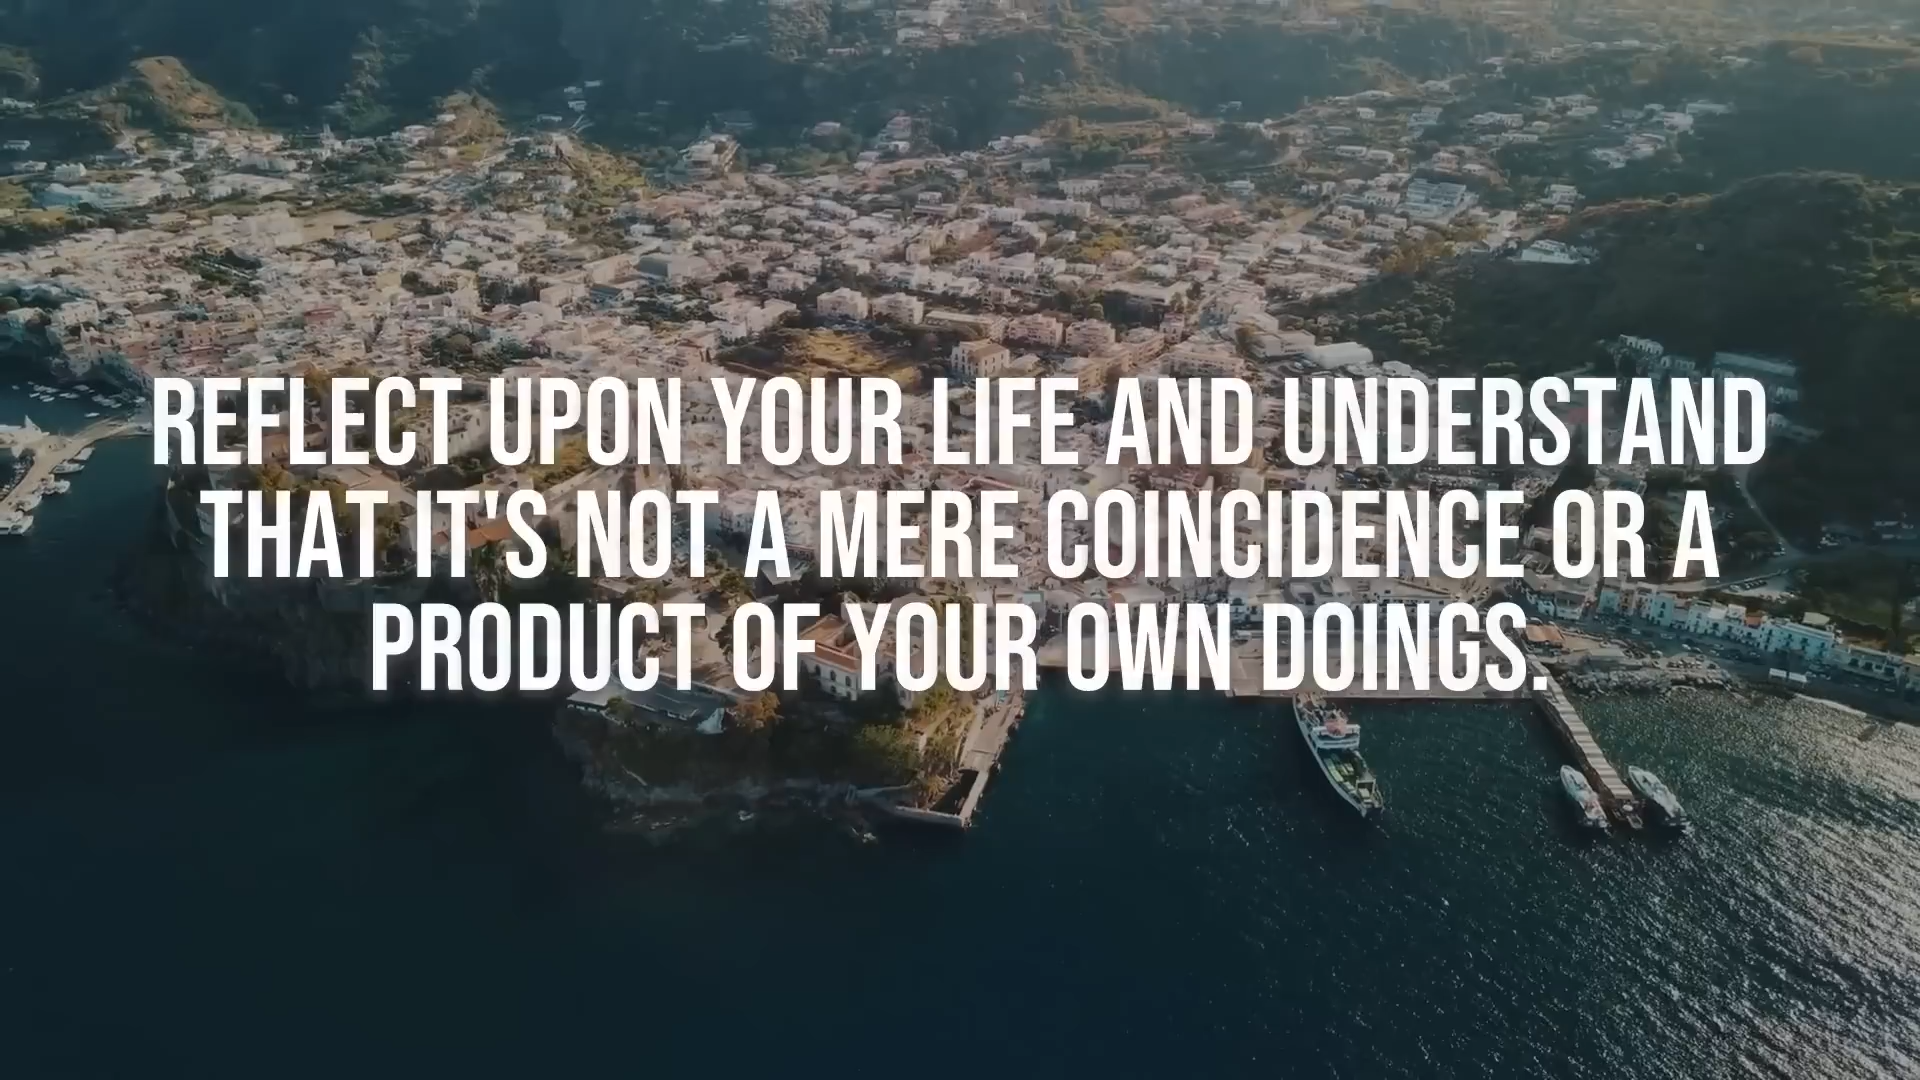 REFLECT UPON YOUR LIFE AND UNDERSTAND
THAT IT'S NOT A MERE COINCIDENCE OR A
PRODUCT OF YOUR OWN DOINGS.